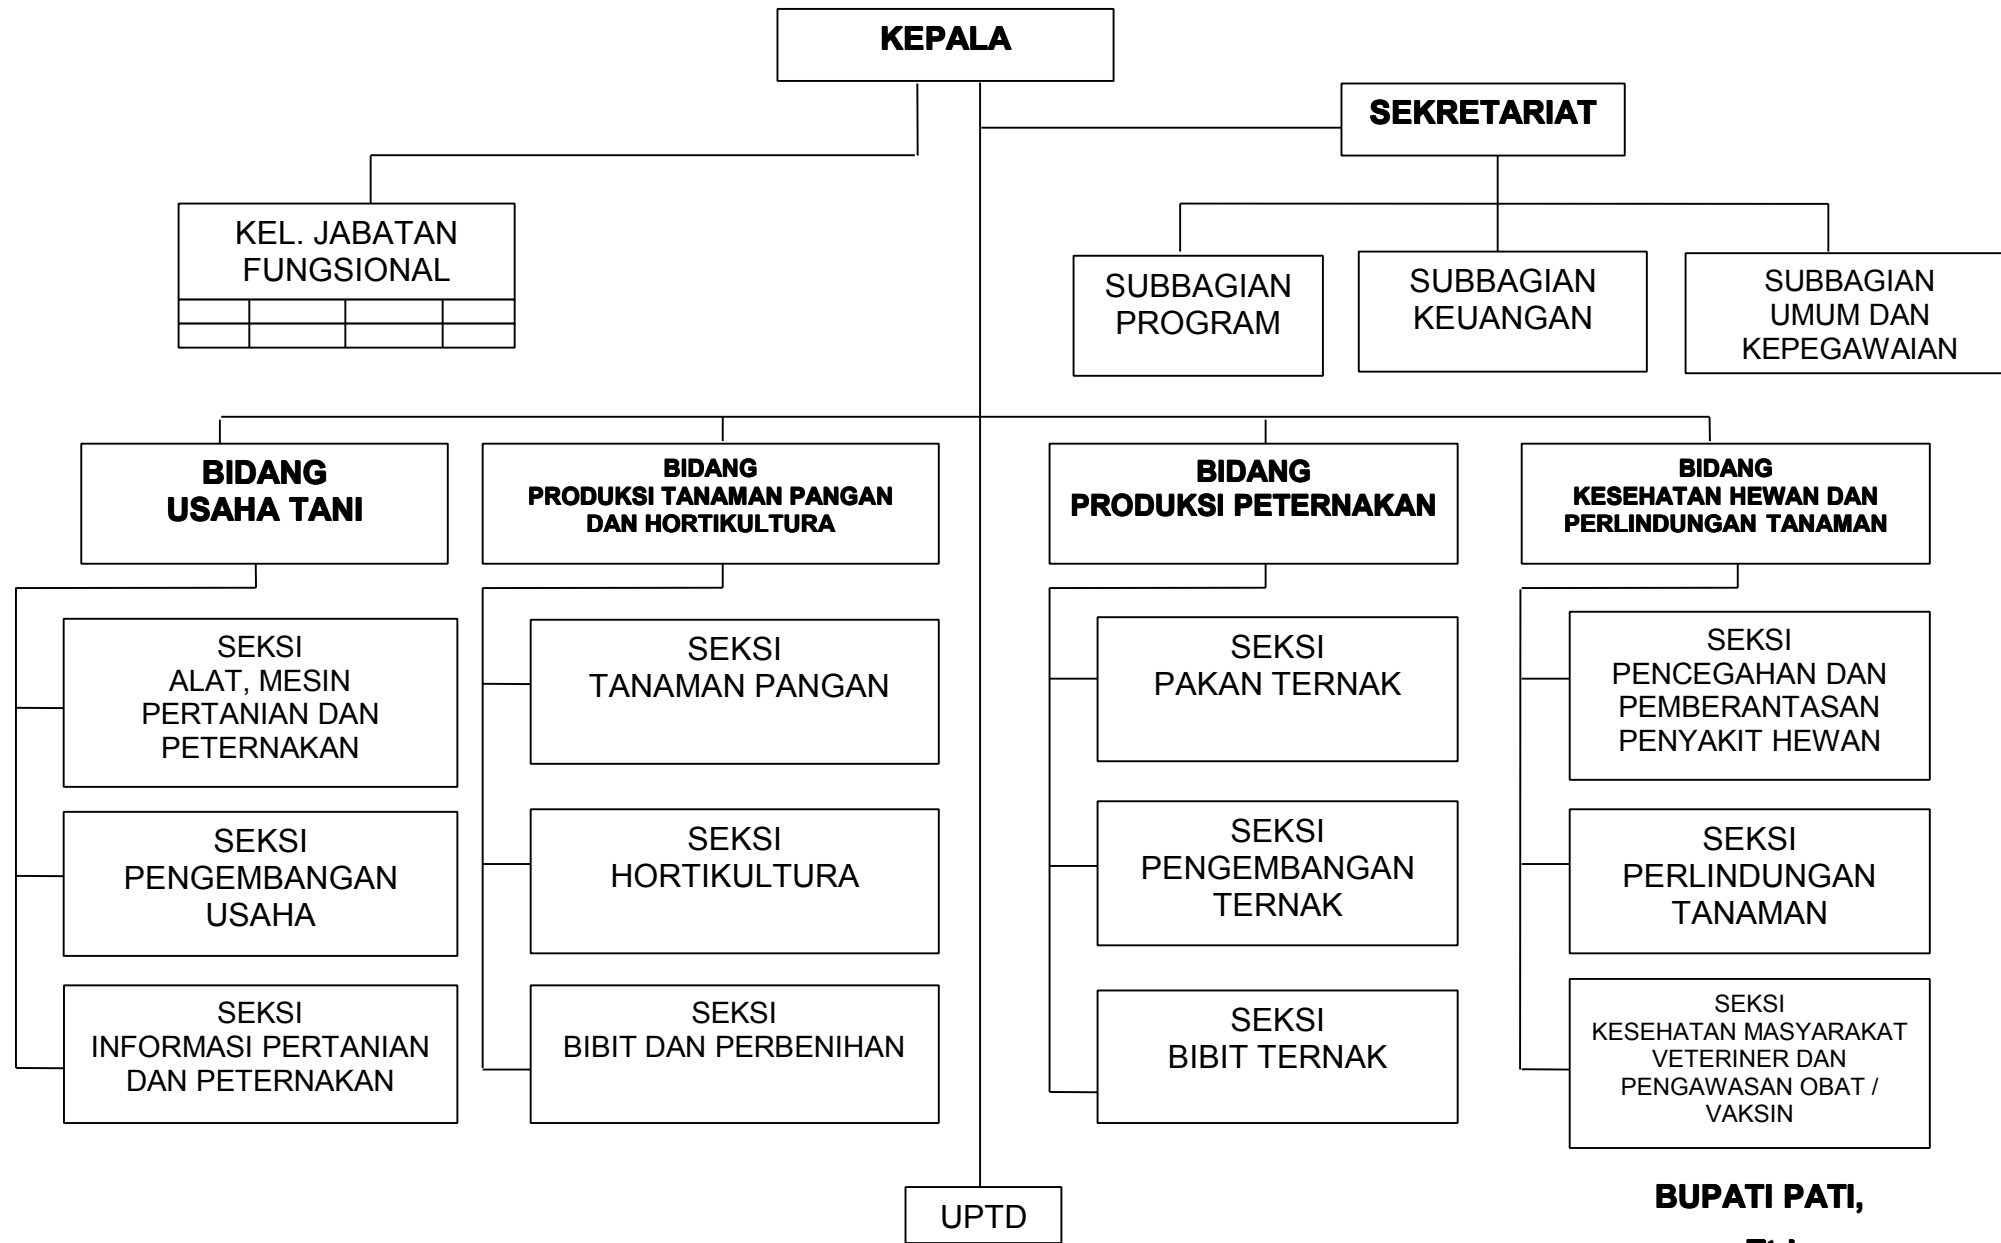 KEPALA
SEKRETARIAT
KEL. JABATAN
FUNGSIONAL
SUBBAGIAN
PROGRAM
SUBBAGIAN
KEUANGAN
SUBBAGIAN
UMUM DAN
KEPEGAWAIAN
BIDANG
USAHA TANI
BIDANG
PRODUKSI TANAMAN PANGAN
DAN HORTIKULTURA
BIDANG
PRODUKSI PETERNAKAN
BIDANG
KESEHATAN HEWAN DAN
PERLINDUNGAN TANAMAN
SEKSI
ALAT, MESIN
PERTANIAN DAN
PETERNAKAN
SEKSI
TANAMAN PANGAN
SEKSI
PAKAN TERNAK
SEKSI
PENCEGAHAN DAN
PEMBERANTASAN
PENYAKIT HEWAN
SEKSI
PENGEMBANGAN
USAHA
SEKSI
HORTIKULTURA
SEKSI
PENGEMBANGAN
TERNAK
SEKSI
PERLINDUNGAN
TANAMAN
SEKSI
INFORMASI PERTANIAN
DAN PETERNAKAN
SEKSI
BIBIT DAN PERBENIHAN
SEKSI
BIBIT TERNAK
SEKSI
KESEHATAN MASYARAKAT
VETERINER DAN
PENGAWASAN OBAT /
VAKSIN
UPTD
BUPATI PATI,